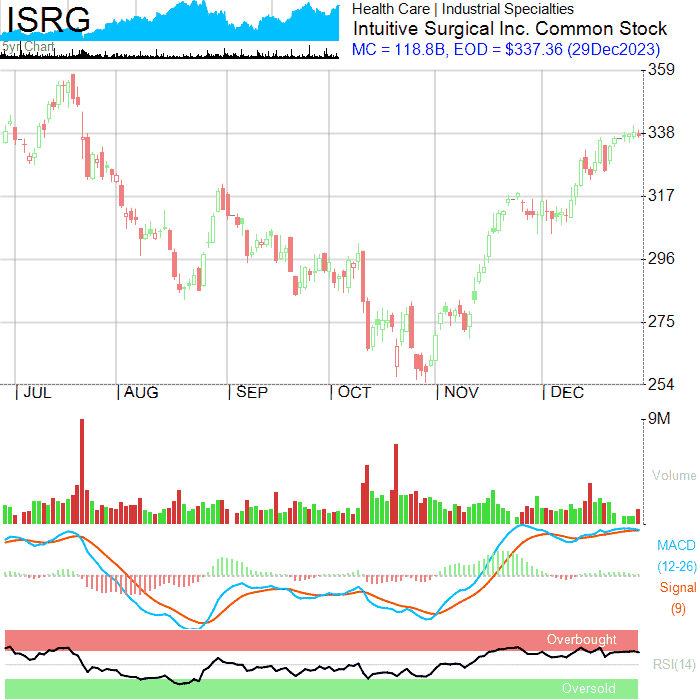 ISRG
5yr Chart
Health Care | Industrial Specialties
Intuitive Surgical Inc. Common Stock
MC = 118.8B, EOD = $337.36 (29Dec2023)
359
338
317
296
275
254
| JUL | AUG | SEP | OCT | NOV | DEC
9M
Volume
MACD
(12-26)
Signal
(9)
Overbought
RSI(14)
Oversold